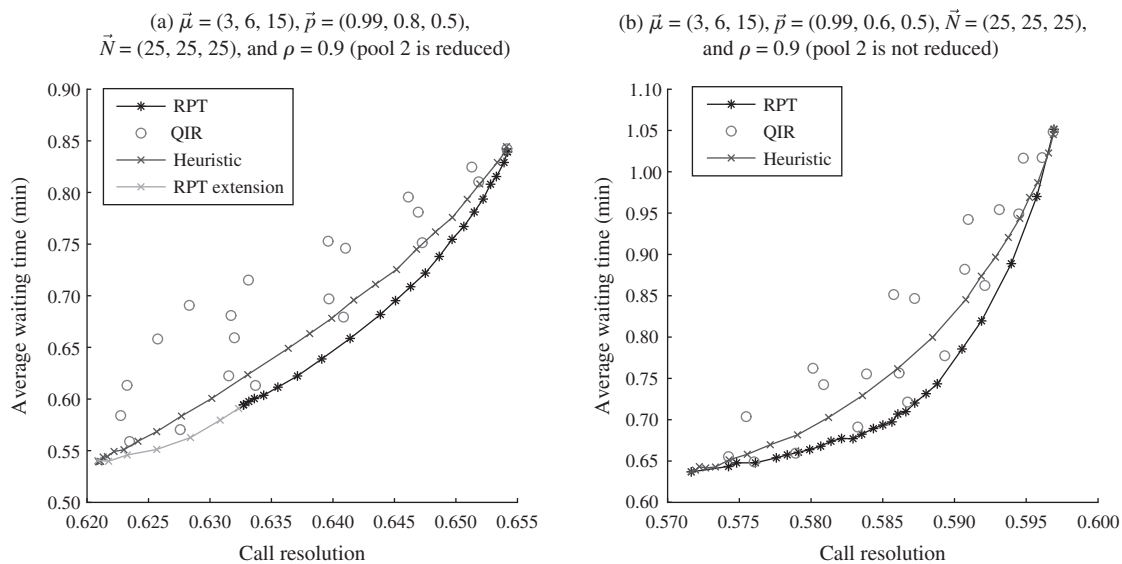 (a) μ⃗ = (3, 6, 15), p⃗ = (0.99, 0.8, 0.5),
N⃗ = (25, 25, 25), and ρ = 0.9 (pool 2 is reduced)
0.90
0.85
0.80
0.75
0.70
0.65
0.60
0.55
0.50
Average waiting time (min)
RPT
QIR
Heuristic
RPT extension
0.620 0.625 0.630 0.635 0.640 0.645 0.650 0.655
Call resolution
(b) μ⃗ = (3, 6, 15), p⃗ = (0.99, 0.6, 0.5), N⃗ = (25, 25, 25),
and ρ = 0.9 (pool 2 is not reduced)
1.10
1.05
1.00
0.95
0.90
0.85
0.80
0.75
0.70
0.65
0.60
Average waiting time (min)
RPT
QIR
Heuristic
0.570 0.575 0.580 0.585 0.590 0.595 0.600
Call resolution